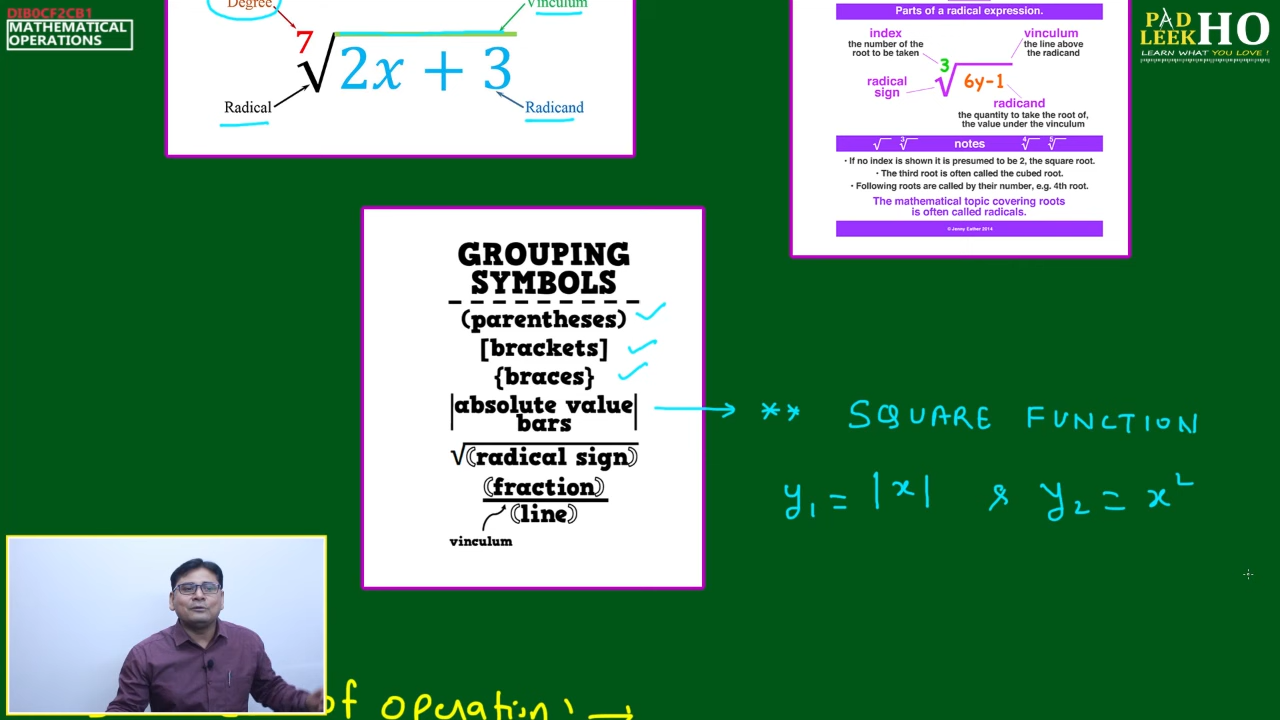 DIB0CF2CB1
MATHEMATICAL
OPERATIONS
Degree
Vinculum
7
√2x + 3
Radical
Radicand
Parts of a radical expression.
index
the number of the
root to be taken
vinculum
the line above
the radicand
3
√6y-1
radical
sign
radicand
the quantity to take the root of,
the value under the vinculum
√ 3√ notes 4√ 5√
• If no index is shown it is presumed to be 2, the square root.
• The third root is often called the cubed root.
• Following roots are called by their number, e.g. 4th root.
The mathematical topic covering roots
is often called radicals.
© Jenny Eather 2014
PAD
LEEK HO
LEARN WHAT YOU LOVE !
GROUPING
SYMBOLS
(parentheses)
[brackets]
{braces}
|absolute value
bars|
√(radical sign)
(fraction)
(line)
vinculum
** SQUARE FUNCTION
y₁ = |x| & y₂ = x²
of operation: →